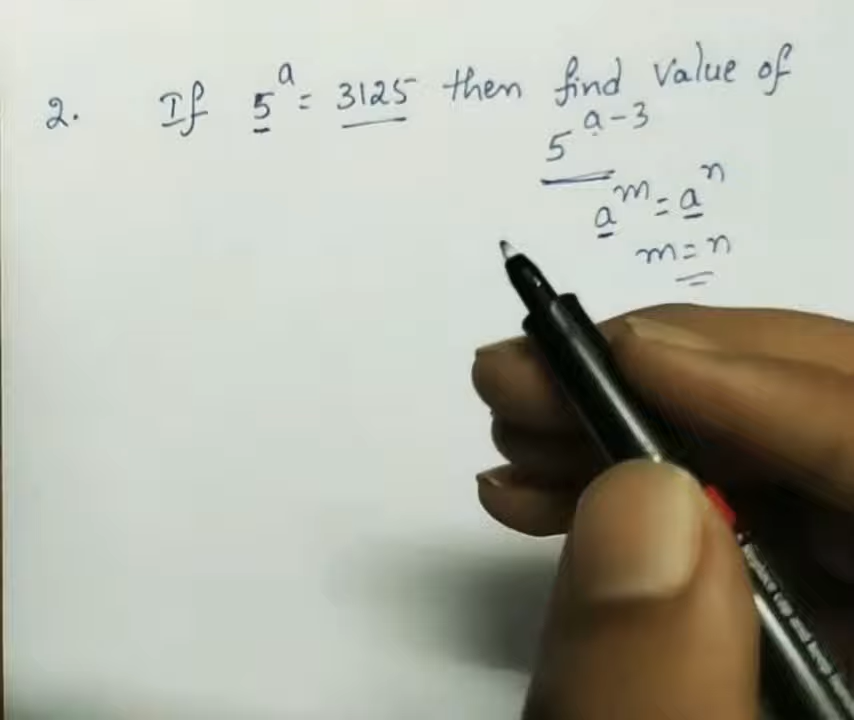 2. If 5^a = 3125 then find value of
5^a-3
a^m = a^n
m = n